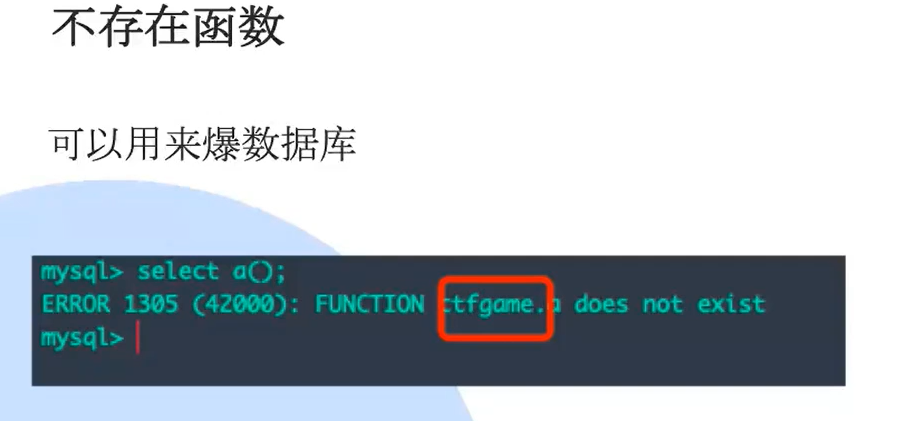 不存在函数
可以用来爆数据库
mysql> select a();
ERROR 1305 (42000): FUNCTION ctfgame.a does not exist
mysql>